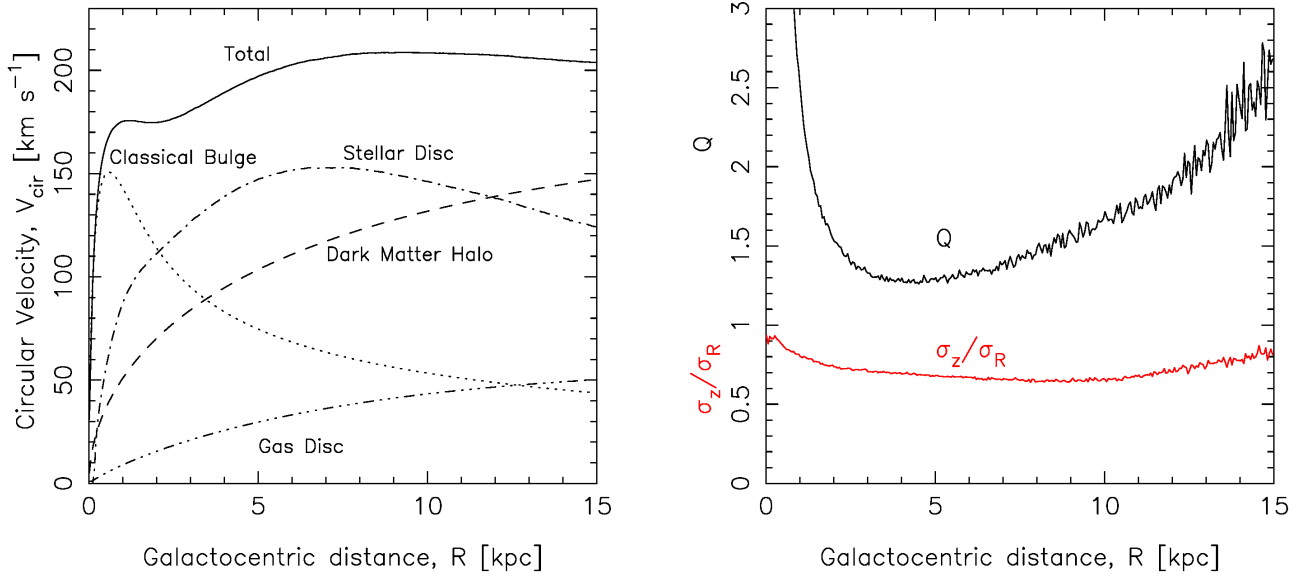 Circular Velocity, V_cir [km s^−1]
200
150
100
50
0
Total
Classical Bulge
Stellar Disc
Dark Matter Halo
Gas Disc
0 5 10 15
Galactocentric distance, R [kpc]
Q
σ_z/σ_R
3
2.5
2
1.5
1
0.5
0
Q
σ_z/σ_R
0 5 10 15
Galactocentric distance, R [kpc]